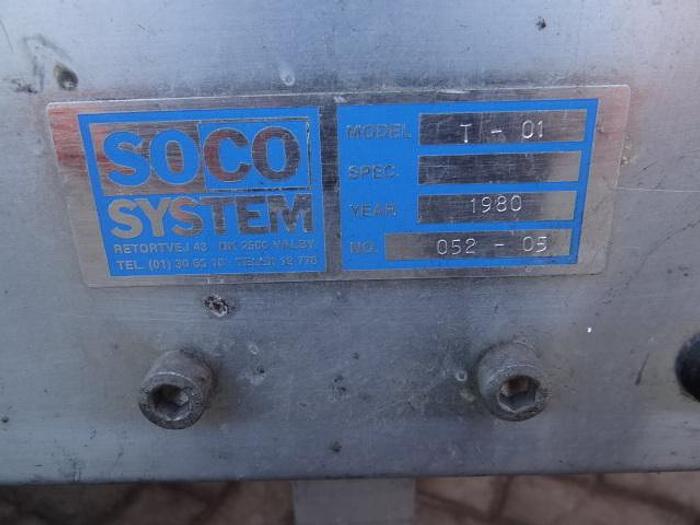 SOCO
SYSTEM
RETORTVEJ 43 DK 2500 VALBY
TEL. (01) 30 65 10 TELEX 19 778
MODEL T - 01
SPEC.
YEAR 1980
NO. 052 - 05